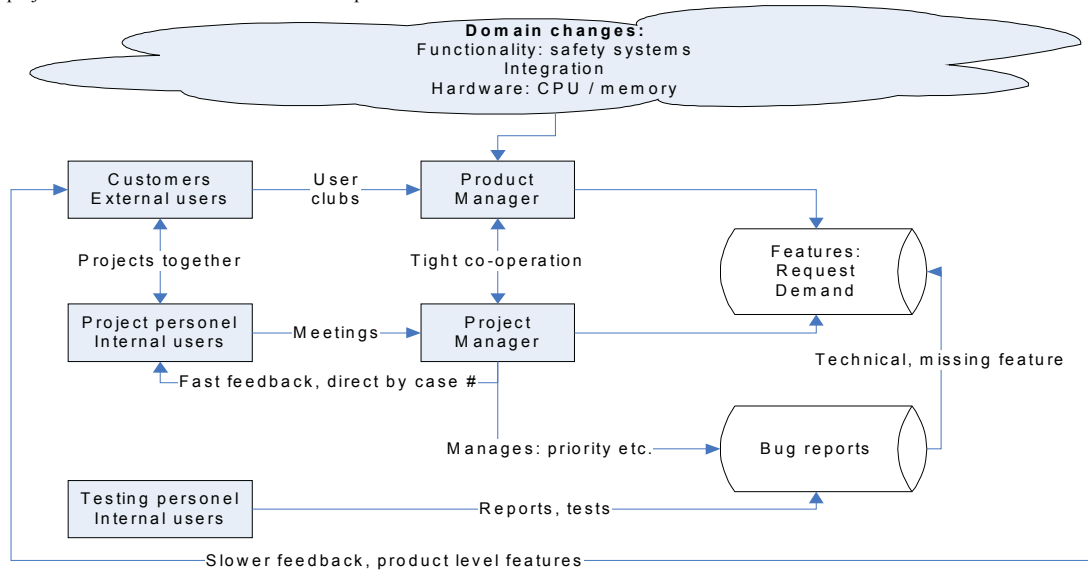 Domain changes:
Functionality: safety systems
Integration
Hardware: CPU / memory
Customers
External users
User
clubs
Product
Manager
Features:
Request
Demand
Projects together
Tight co-operation
Project personel
Internal users
Meetings
Project
Manager
Technical, missing feature
Fast feedback, direct by case #
Manages: priority etc.
Bug reports
Testing personel
Internal users
Reports, tests
Slower feedback, product level features